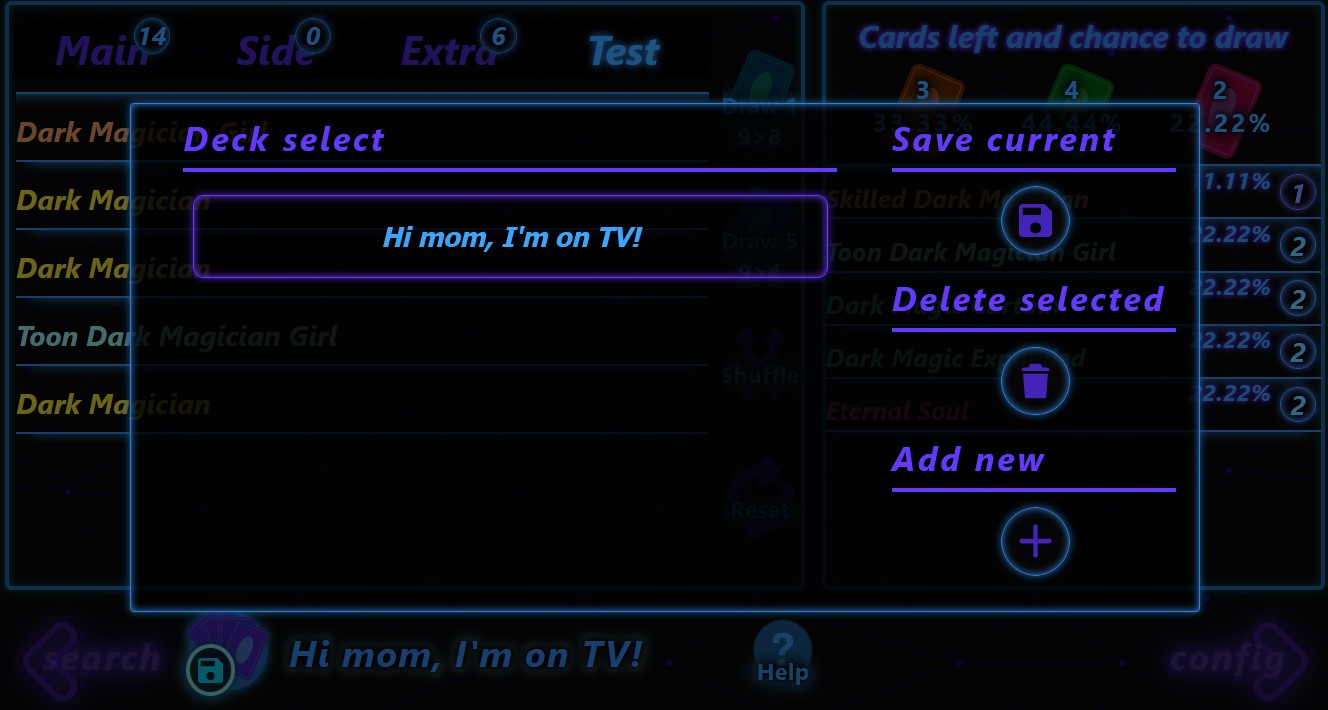 Main 14
Side 0
Extra 6
Test
Cards left and chance to draw
3
4
2
33.33%
44.44%
22.22%
Draw 1
9>8
Deck select
Save current
Delete selected
Add new
Hi mom, I'm on TV!
Dark Magician Girl
Dark Magician
Dark Magician
Toon Dark Magician Girl
Dark Magician
Draw 5
9>4
Shuffle
Reset
Skilled Dark Magician
11.11%
1
Toon Dark Magician Girl
22.22%
2
22.22%
2
Dark Magic Expanded
22.22%
2
Eternal Soul
22.22%
2
search
Hi mom, I'm on TV!
Help
config